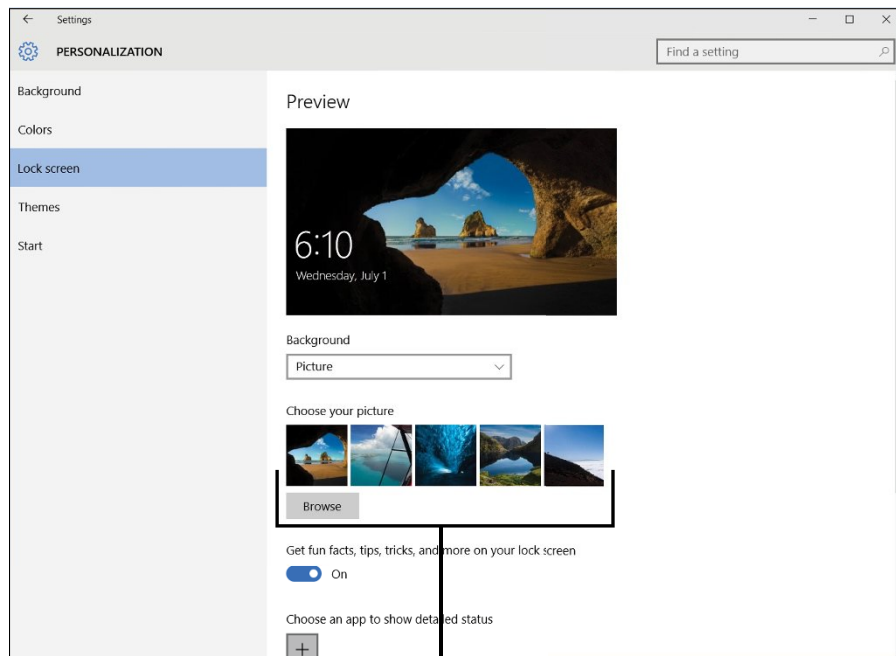 Settings
PERSONALIZATION
Find a setting
Background
Colors
Lock screen
Themes
Start
Preview
6:10
Wednesday, July 1
Background
Picture
Choose your picture
Browse
Get fun facts, tips, tricks, and more on your lock screen
On
Choose an app to show detailed status